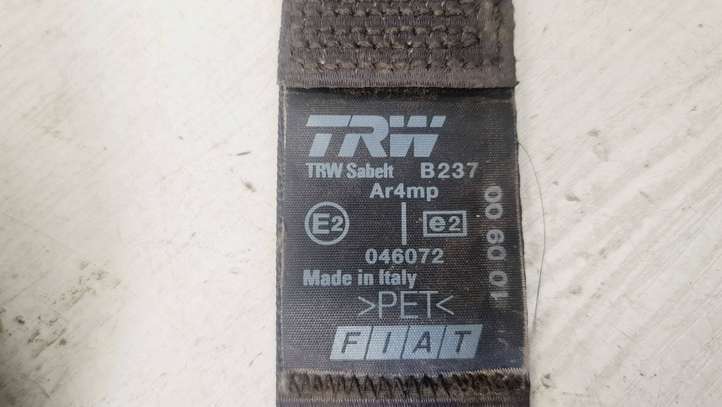 TRW
TRW Sabelt B237
Ar4mp
E2 e2
046072
Made in Italy
>PET<
FIAT
10 09 00